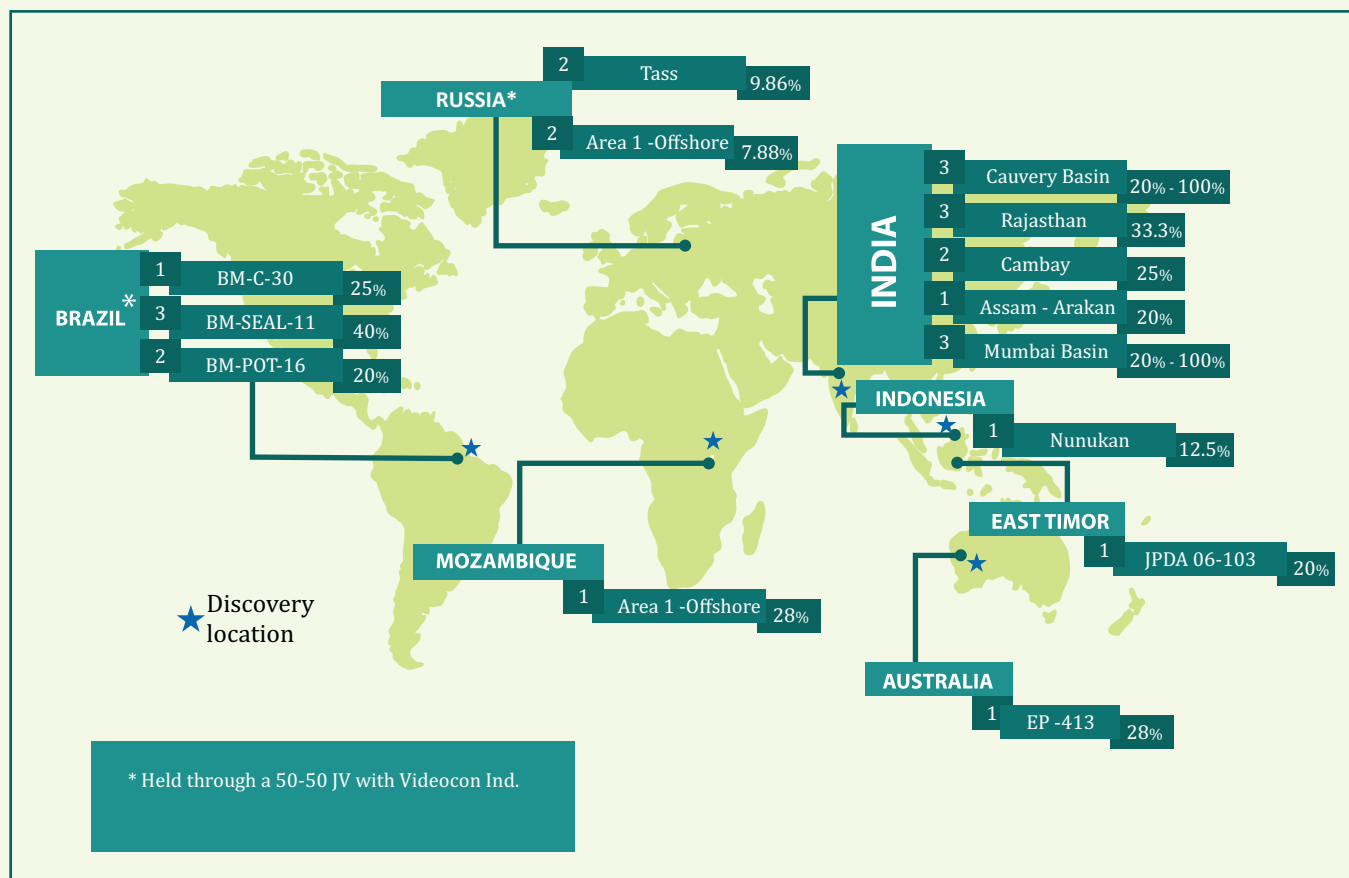 2
Tass
9.86%
RUSSIA*
2
Area 1 -Offshore
7.88%
INDIA
3
Cauvery Basin
20% - 100%
3
Rajasthan
33.3%
2
Cambay
25%
1
Assam - Arakan
20%
3
Mumbai Basin
20% - 100%
BRAZIL*
1
BM-C-30
25%
3
BM-SEAL-11
40%
2
BM-POT-16
20%
INDONESIA
1
Nunukan
12.5%
EAST TIMOR
1
JPDA 06-103
20%
MOZAMBIQUE
1
Area 1 -Offshore
28%
Discovery
location
AUSTRALIA
1
EP -413
28%
* Held through a 50-50 JV with Videocon Ind.